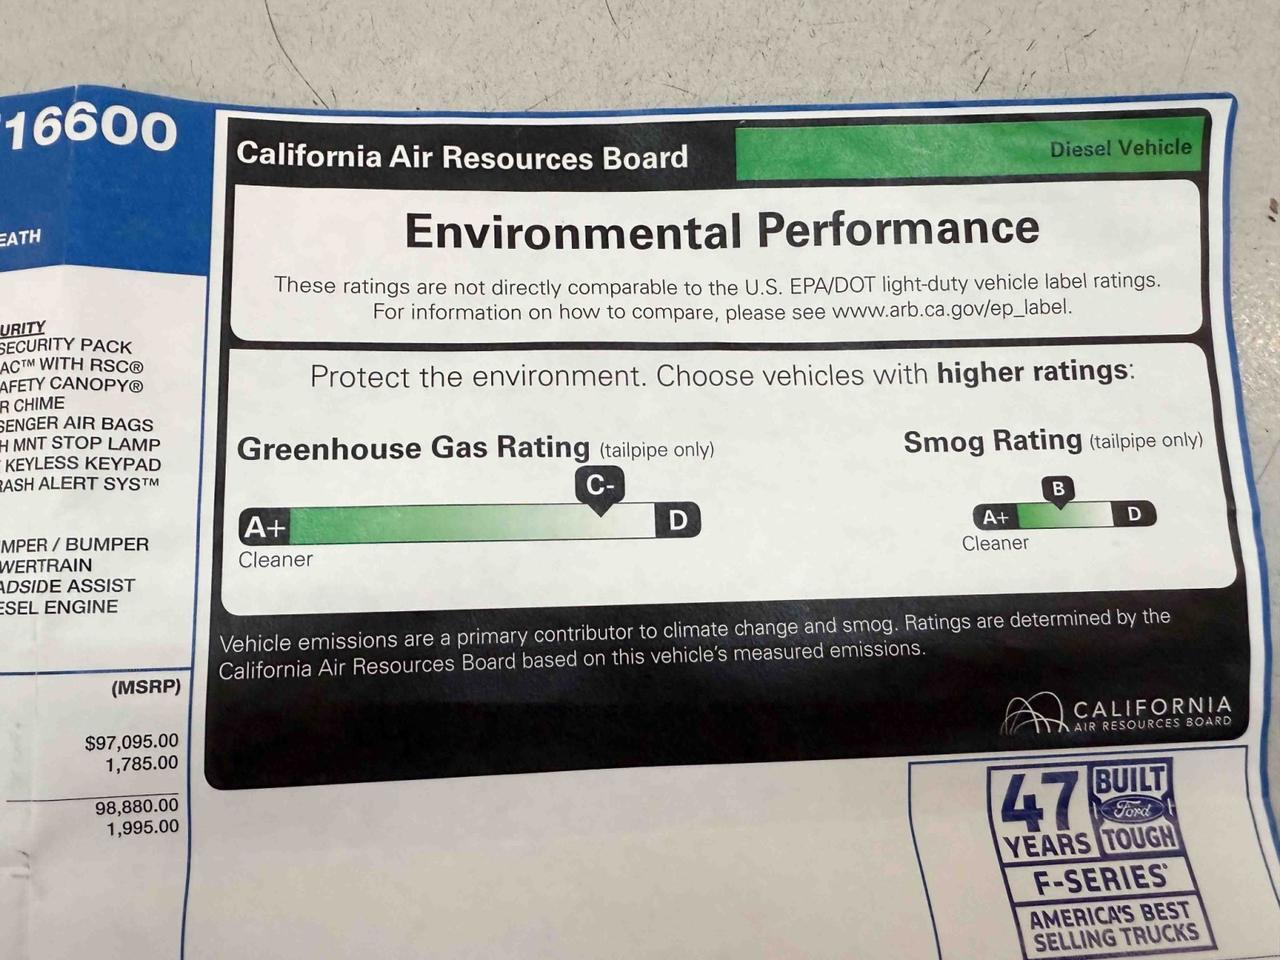 16600
EATH
URITY
SECURITY PACK
AC™ WITH RSC®
AFETY CANOPY®
R CHIME
SENGER AIR BAGS
H MNT STOP LAMP
KEYLESS KEYPAD
RASH ALERT SYS™
MPER / BUMPER
WERTRAIN
ADSIDE ASSIST
ESEL ENGINE
(MSRP)
$97,095.00
1,785.00
98,880.00
1,995.00
California Air Resources Board
Diesel Vehicle
Environmental Performance
These ratings are not directly comparable to the U.S. EPA/DOT light-duty vehicle label ratings.
For information on how to compare, please see www.arb.ca.gov/ep_label.
Protect the environment. Choose vehicles with higher ratings:
Greenhouse Gas Rating (tailpipe only)
C-
A+ D
Cleaner
Smog Rating (tailpipe only)
B
A+ D
Cleaner
Vehicle emissions are a primary contributor to climate change and smog. Ratings are determined by the
California Air Resources Board based on this vehicle's measured emissions.
CALIFORNIA
AIR RESOURCES BOARD
47 YEARS
BUILT
Ford
TOUGH
F-SERIES®
AMERICA'S BEST
SELLING TRUCKS